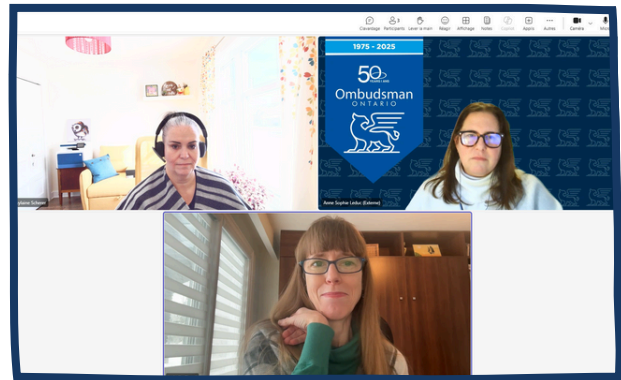 Clavardage Participants Lever la main Réagir Affichage Notes Applis Autres Caméra
3
1975 - 2025
50
Ombudsman
ONTARIO
Anne Sophie Leduc (Externe)